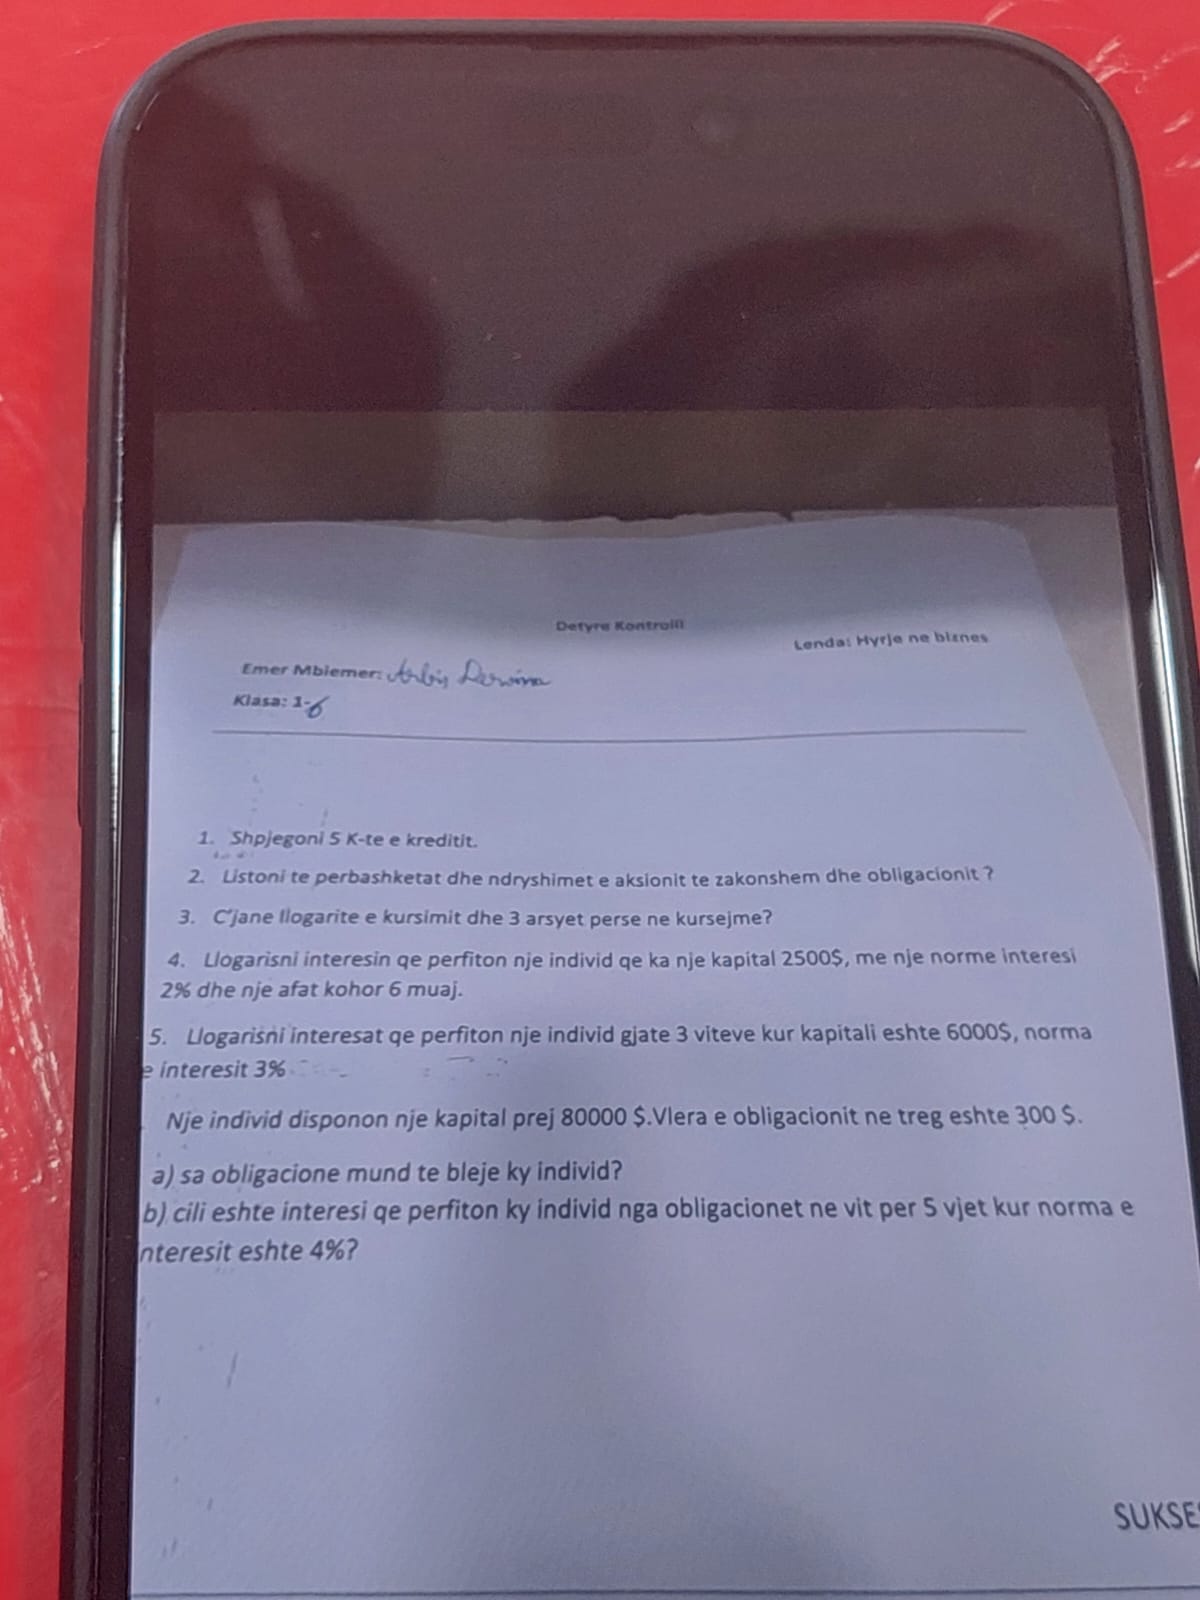 Detyre Kontrolli
Lenda: Hyrje ne biznes
Emer Mbiemer: Arbis
Klasa: 1-6
1. Shpjegoni 5 K-te e kreditit.
2. Listoni te perbashketat dhe ndryshimet e aksionit te zakonshem dhe obligacionit ?
3. C'jane llogarite e kursimit dhe 3 arsyet perse ne kursejme?
4. Llogarisni interesin qe perfiton nje individ qe ka nje kapital 2500$, me nje norme interesi
2% dhe nje afat kohor 6 muaj.
5. Llogarisni interesat qe perfiton nje individ gjate 3 viteve kur kapitali eshte 6000$, norma
e interesit 3%
Nje individ disponon nje kapital prej 80000 $.Vlera e obligacionit ne treg eshte 300 $.
a) sa obligacione mund te bleje ky individ?
b) cili eshte interesi qe perfiton ky individ nga obligacionet ne vit per 5 vjet kur norma e
nteresit eshte 4%?
SUKSES